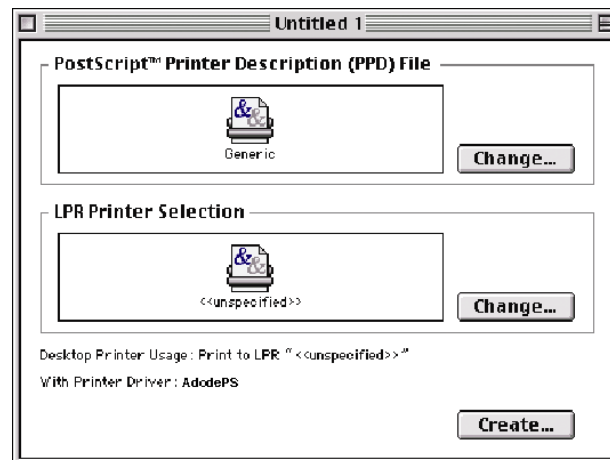 Untitled 1
PostScript™ Printer Description (PPD) File
Generic
Change...
LPR Printer Selection
<<unspecified>>
Change...
Desktop Printer Usage: Print to LPR “<<unspecified>>”
With Printer Driver: AdodePS
Create...